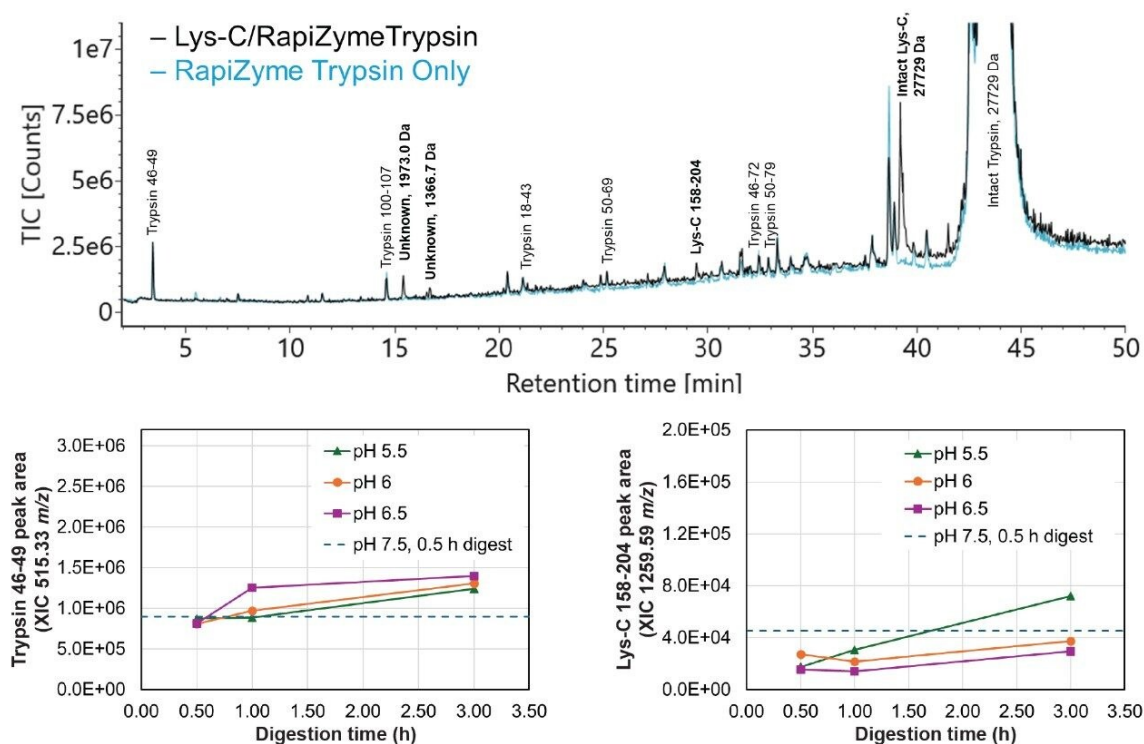 – Lys-C/RapiZymeTrypsin
– RapiZyme Trypsin Only
TIC [Counts]
1e7
7.5e6
5e6
2.5e6
0
Trypsin 46-49
Trypsin 100-107
Unknown, 1973.0 Da
Unknown, 1366.7 Da
Trypsin 18-43
Trypsin 50-69
Lys-C 158-204
Trypsin 46-72
Trypsin 50-79
Intact Lys-C,
27729 Da
Intact Trypsin, 27729 Da
5 10 15 20 25 30 35 40 45 50
Retention time [min]
Trypsin 46-49 peak area
(XIC 515.33 m/z)
3.0E+06
2.5E+06
2.0E+06
1.5E+06
1.0E+06
5.0E+05
0.0E+00
pH 5.5
pH 6
pH 6.5
pH 7.5, 0.5 h digest
0.00 0.50 1.00 1.50 2.00 2.50 3.00 3.50
Digestion time (h)
Lys-C 158-204 peak area
(XIC 1259.59 m/z)
2.0E+05
1.6E+05
1.2E+05
8.0E+04
4.0E+04
0.0E+00
pH 5.5
pH 6
pH 6.5
pH 7.5, 0.5 h digest
0.00 0.50 1.00 1.50 2.00 2.50 3.00 3.50
Digestion time (h)